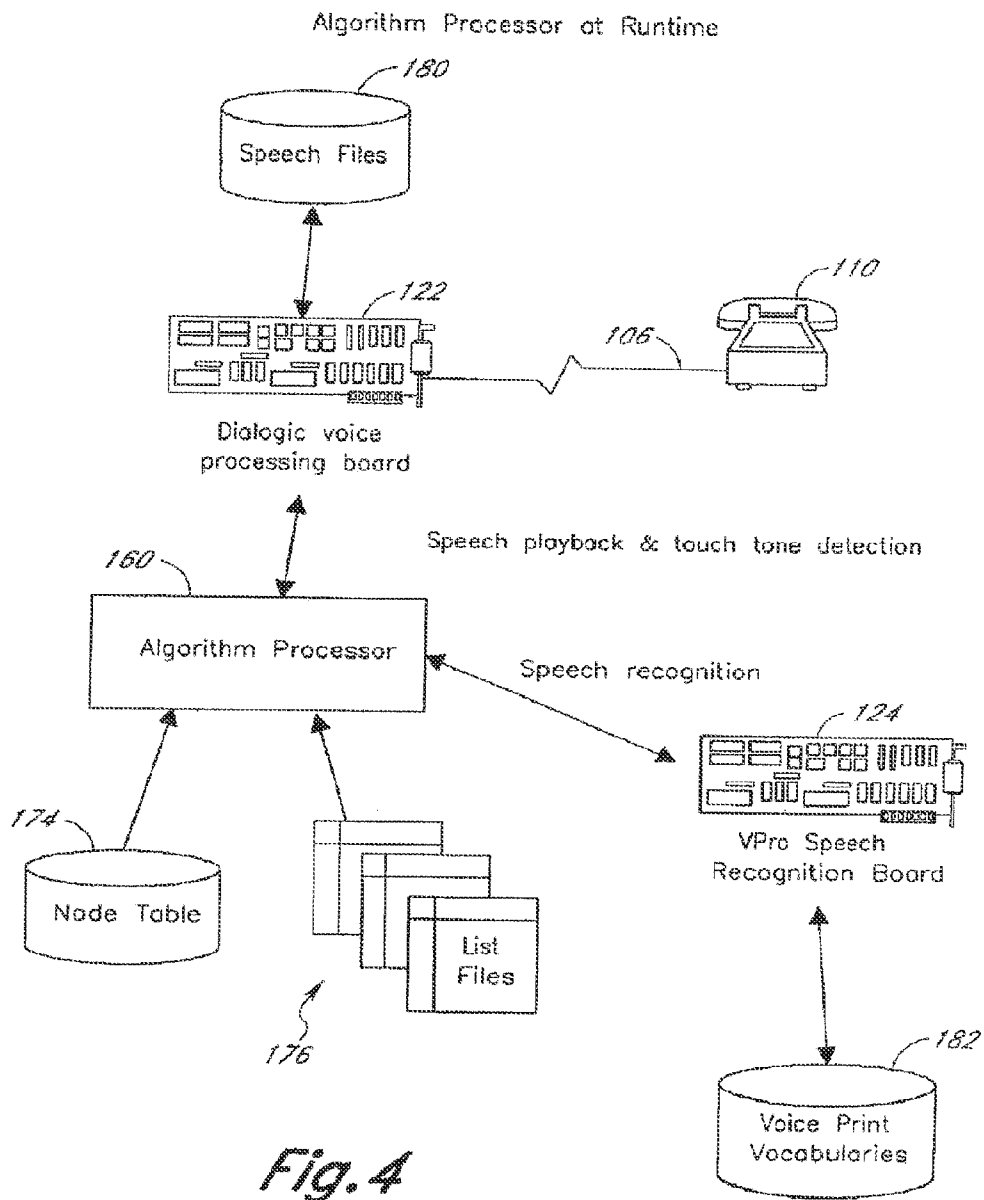 Algorithm Processor at Runtime
180
Speech Files
122
110
106
Dialogic voice
processing board
Speech playback & touch tone detection
160
Algorithm Processor
Speech recognition
124
174
VPro Speech
Recognition Board
Node Table
List
Files
176
182
Voice Print
Vocabularies
Fig. 4